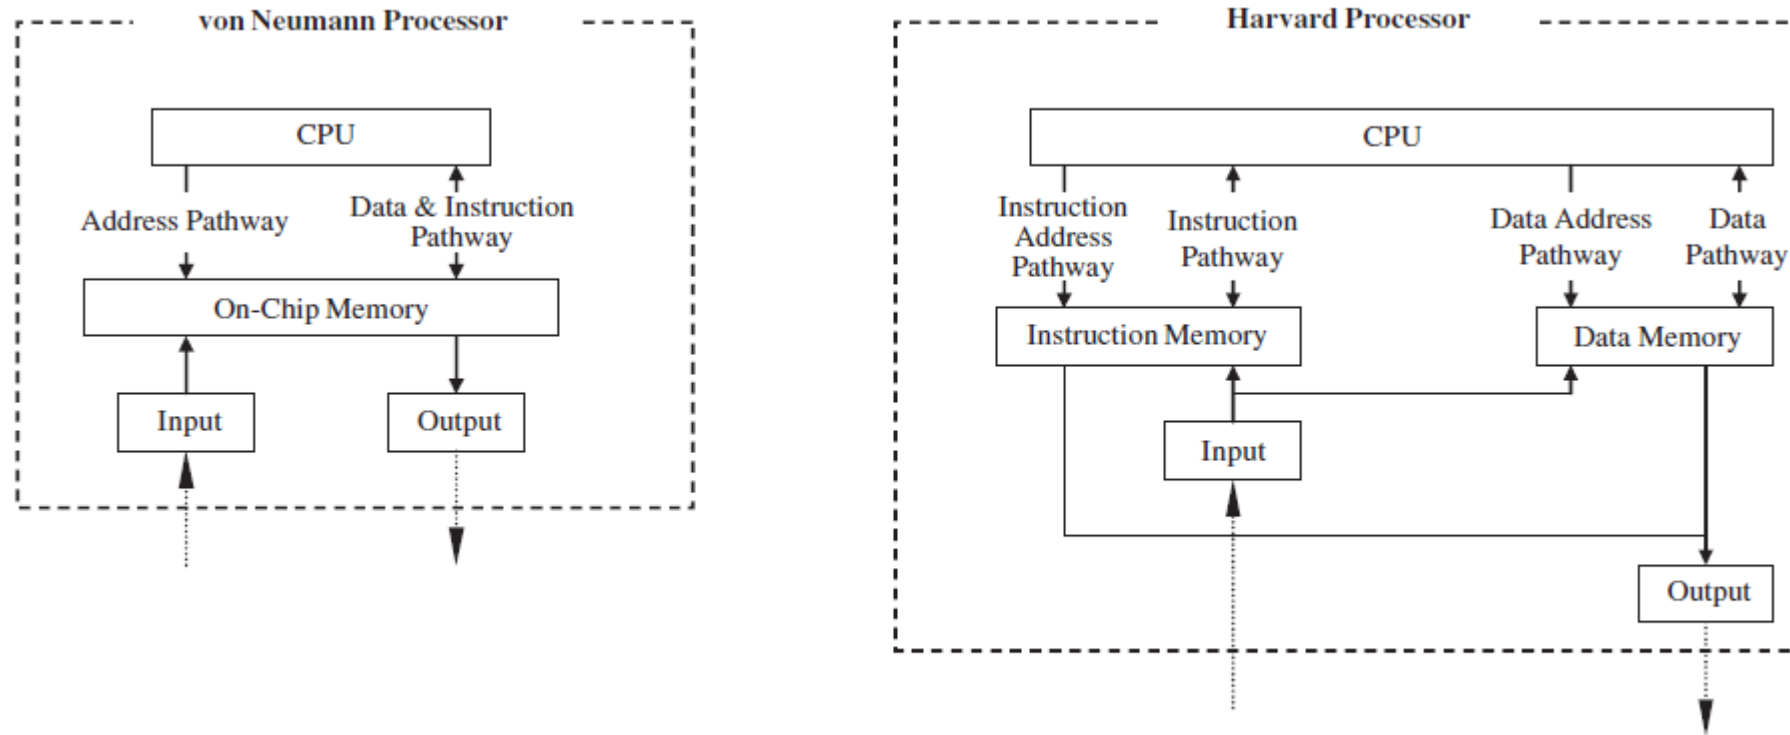 von Neumann Processor
CPU
Address Pathway
Data & Instruction
Pathway
On-Chip Memory
Input
Output
Harvard Processor
CPU
Instruction
Address
Pathway
Instruction
Pathway
Data Address
Pathway
Data
Pathway
Instruction Memory
Data Memory
Input
Output